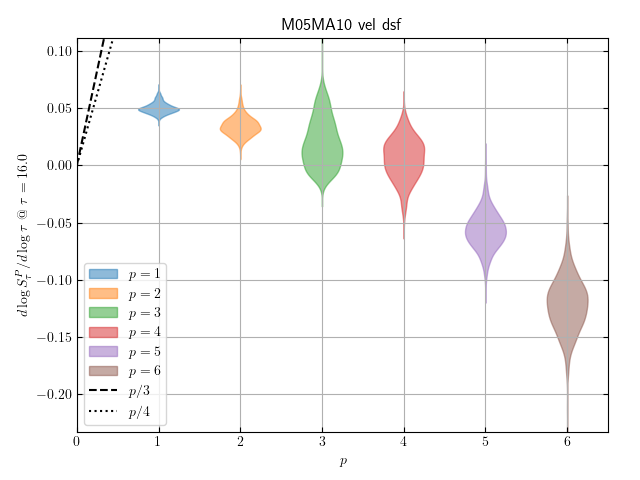 M05MA10 vel dsf
d log S_τ^P / d log τ @ τ = 16.0
0.10
0.05
0.00
−0.05
−0.10
−0.15
−0.20
p = 1
p = 2
p = 3
p = 4
p = 5
p = 6
p/3
p/4
0 1 2 3 4 5 6
p